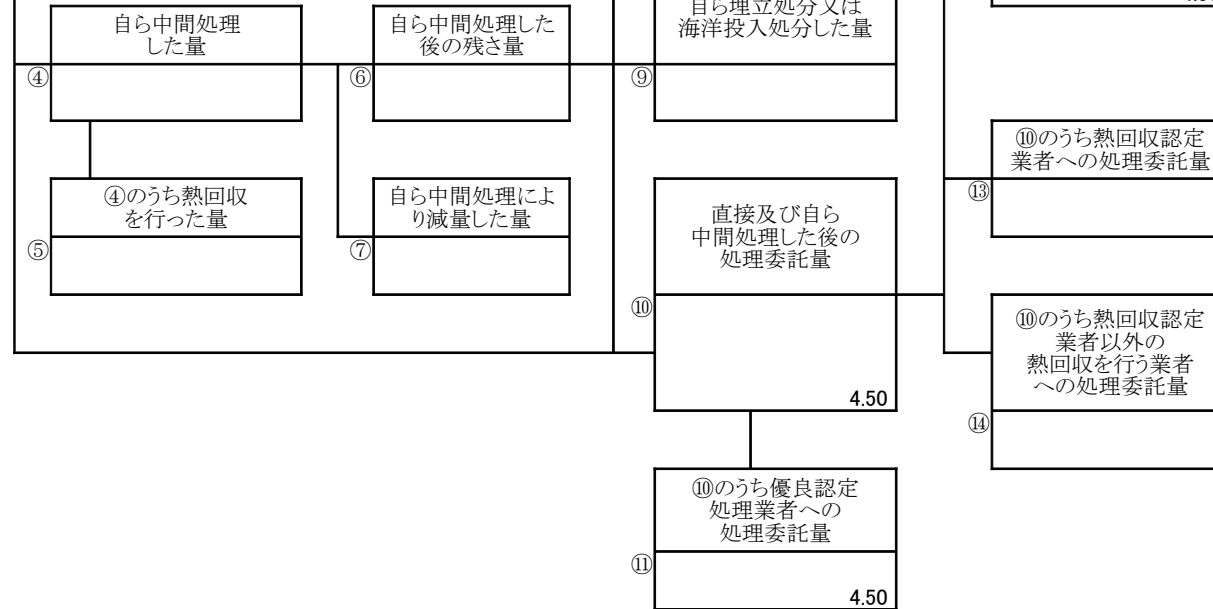 自ら中間処理
した量
④
自ら中間処理した
後の残さ量
⑥
自ら埋立処分又は
海洋投入処分した量
⑨
④のうち熱回収
を行った量
⑤
自ら中間処理によ
り減量した量
⑦
直接及び自ら
中間処理した後の
処理委託量
⑩
4.50
⑩のうち熱回収認定
業者への処理委託量
⑬
⑩のうち熱回収認定
業者以外の
熱回収を行う業者
への処理委託量
⑭
⑩のうち優良認定
処理業者への
処理委託量
⑪
4.50